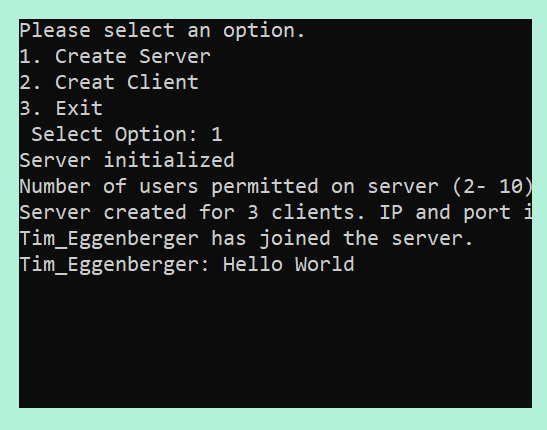 Please select an option.
1. Create Server
2. Creat Client
3. Exit
Select Option: 1
Server initialized
Number of users permitted on server (2- 10)
Server created for 3 clients. IP and port
Tim_Eggenberger has joined the server.
Tim_Eggenberger: Hello World